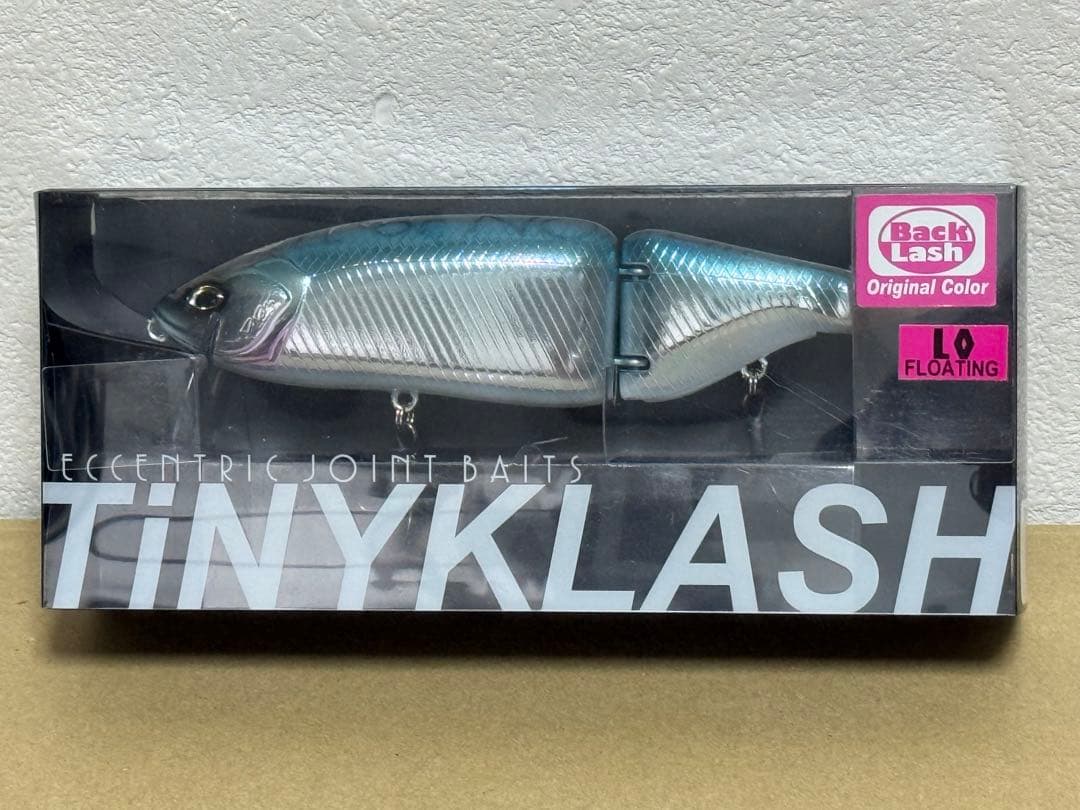 Back
Lash
Original Color
LO
FLOATING
ECCENTRIC JOINT BAITS
TiNYKLASH